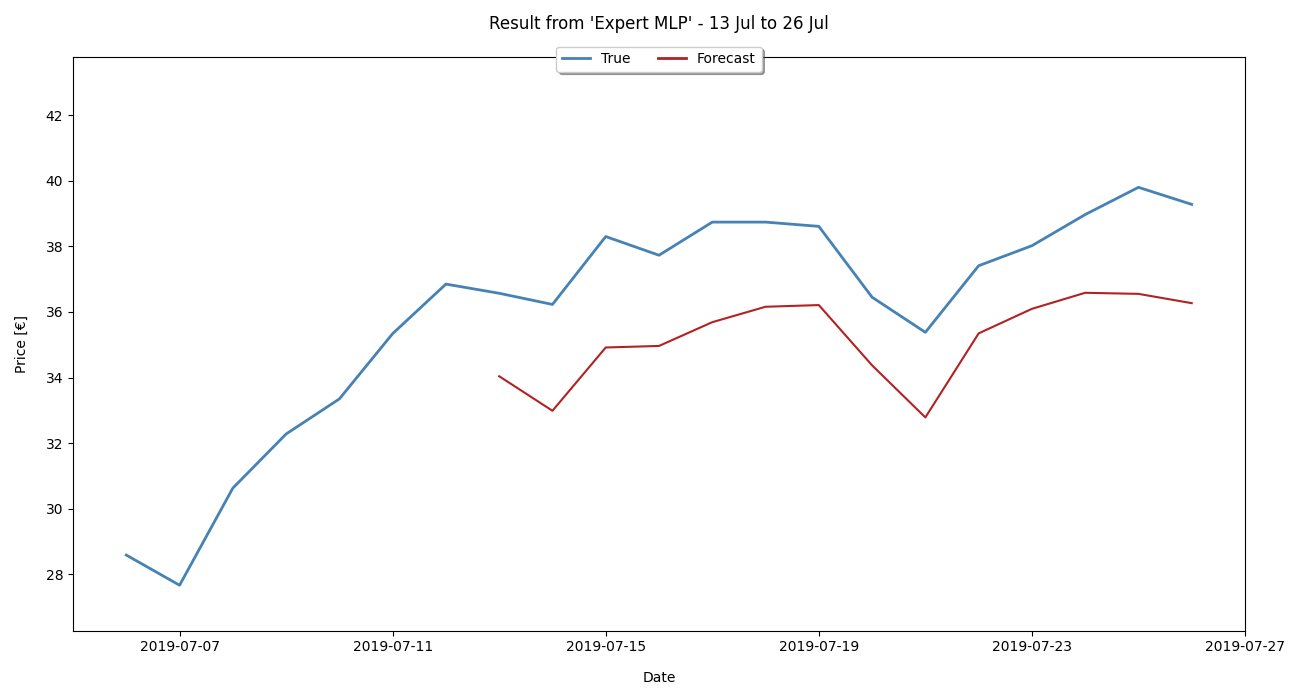 Result from 'Expert MLP' - 13 Jul to 26 Jul
True Forecast
Price [€]
42
40
38
36
34
32
30
28
2019-07-07 2019-07-11 2019-07-15 2019-07-19 2019-07-23 2019-07-27
Date